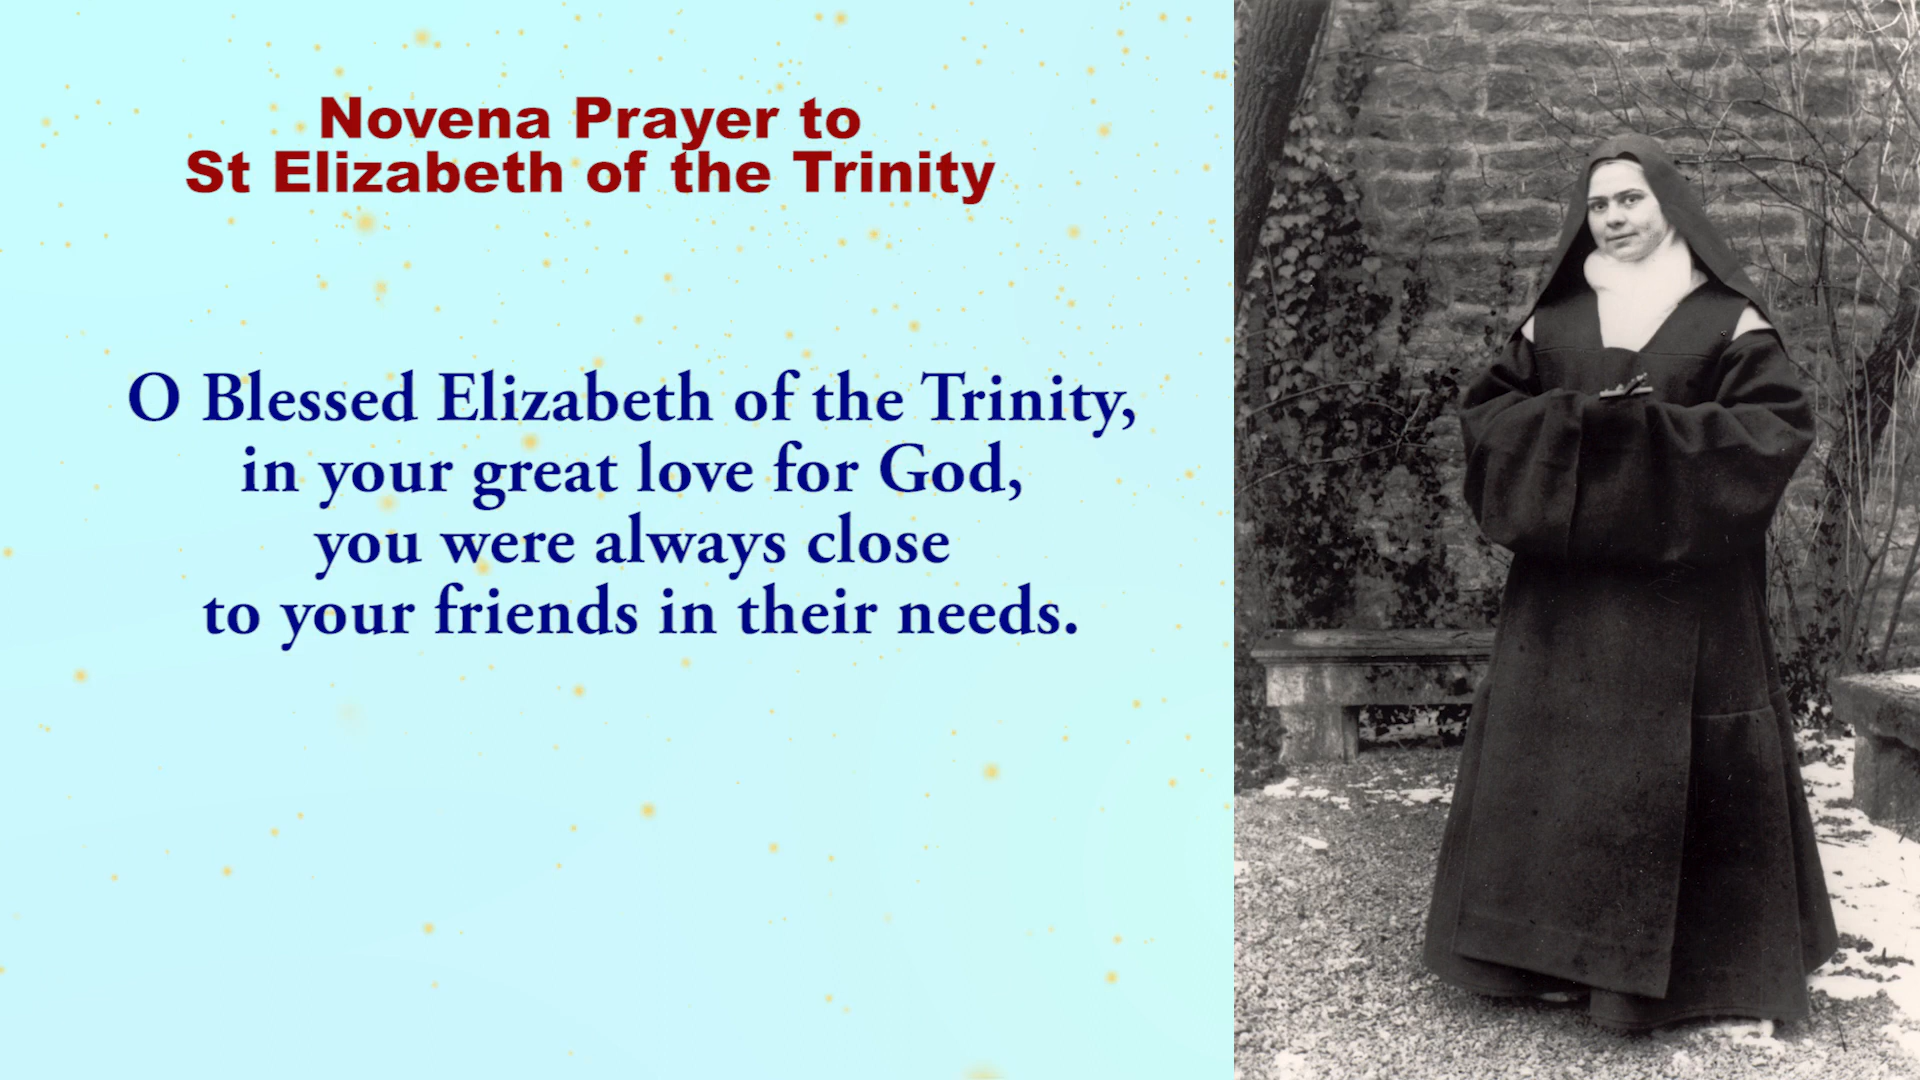 Novena Prayer to
St Elizabeth of the Trinity
O Blessed Elizabeth of the Trinity,
in your great love for God,
you were always close
to your friends in their needs.